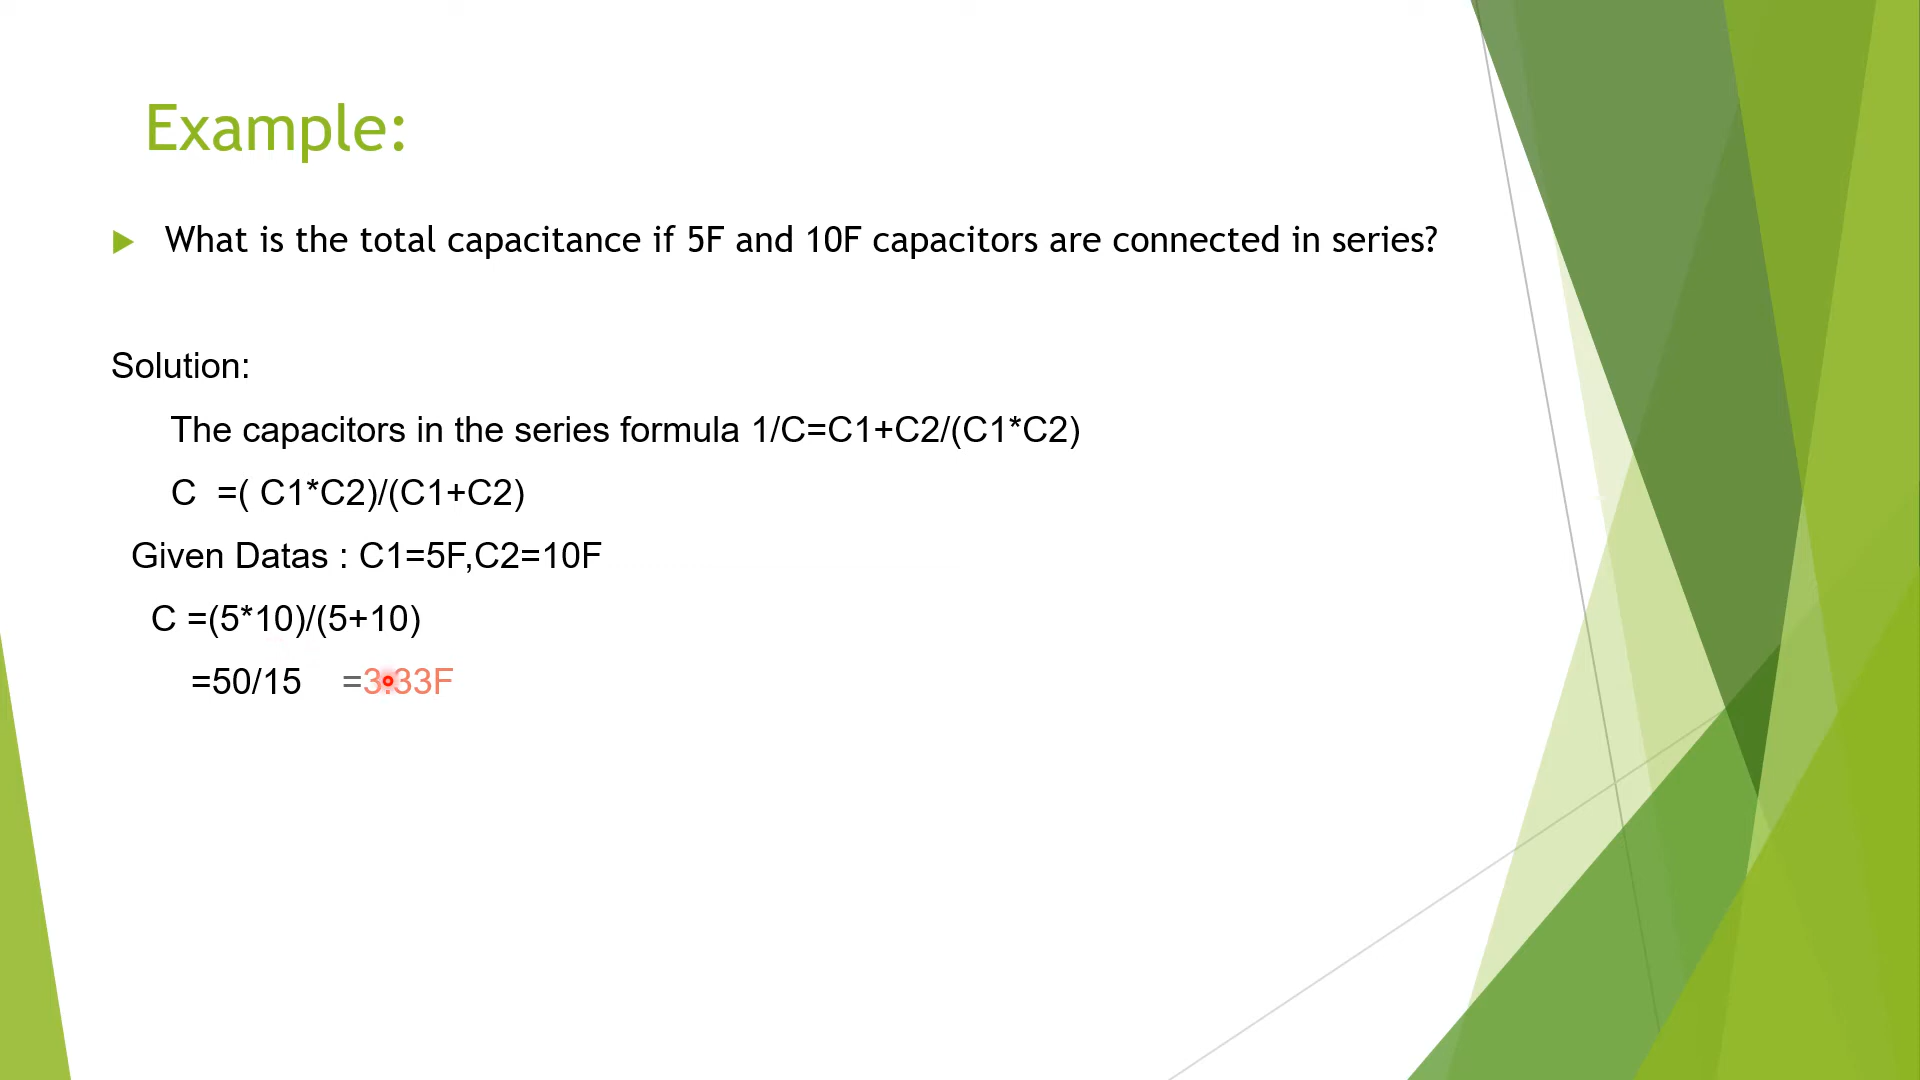 Example:
What is the total capacitance if 5F and 10F capacitors are connected in series?
Solution:
The capacitors in the series formula 1/C=C1+C2/(C1*C2)
C =( C1*C2)/(C1+C2)
Given Datas : C1=5F,C2=10F
C =(5*10)/(5+10)
=50/15 =3.33F